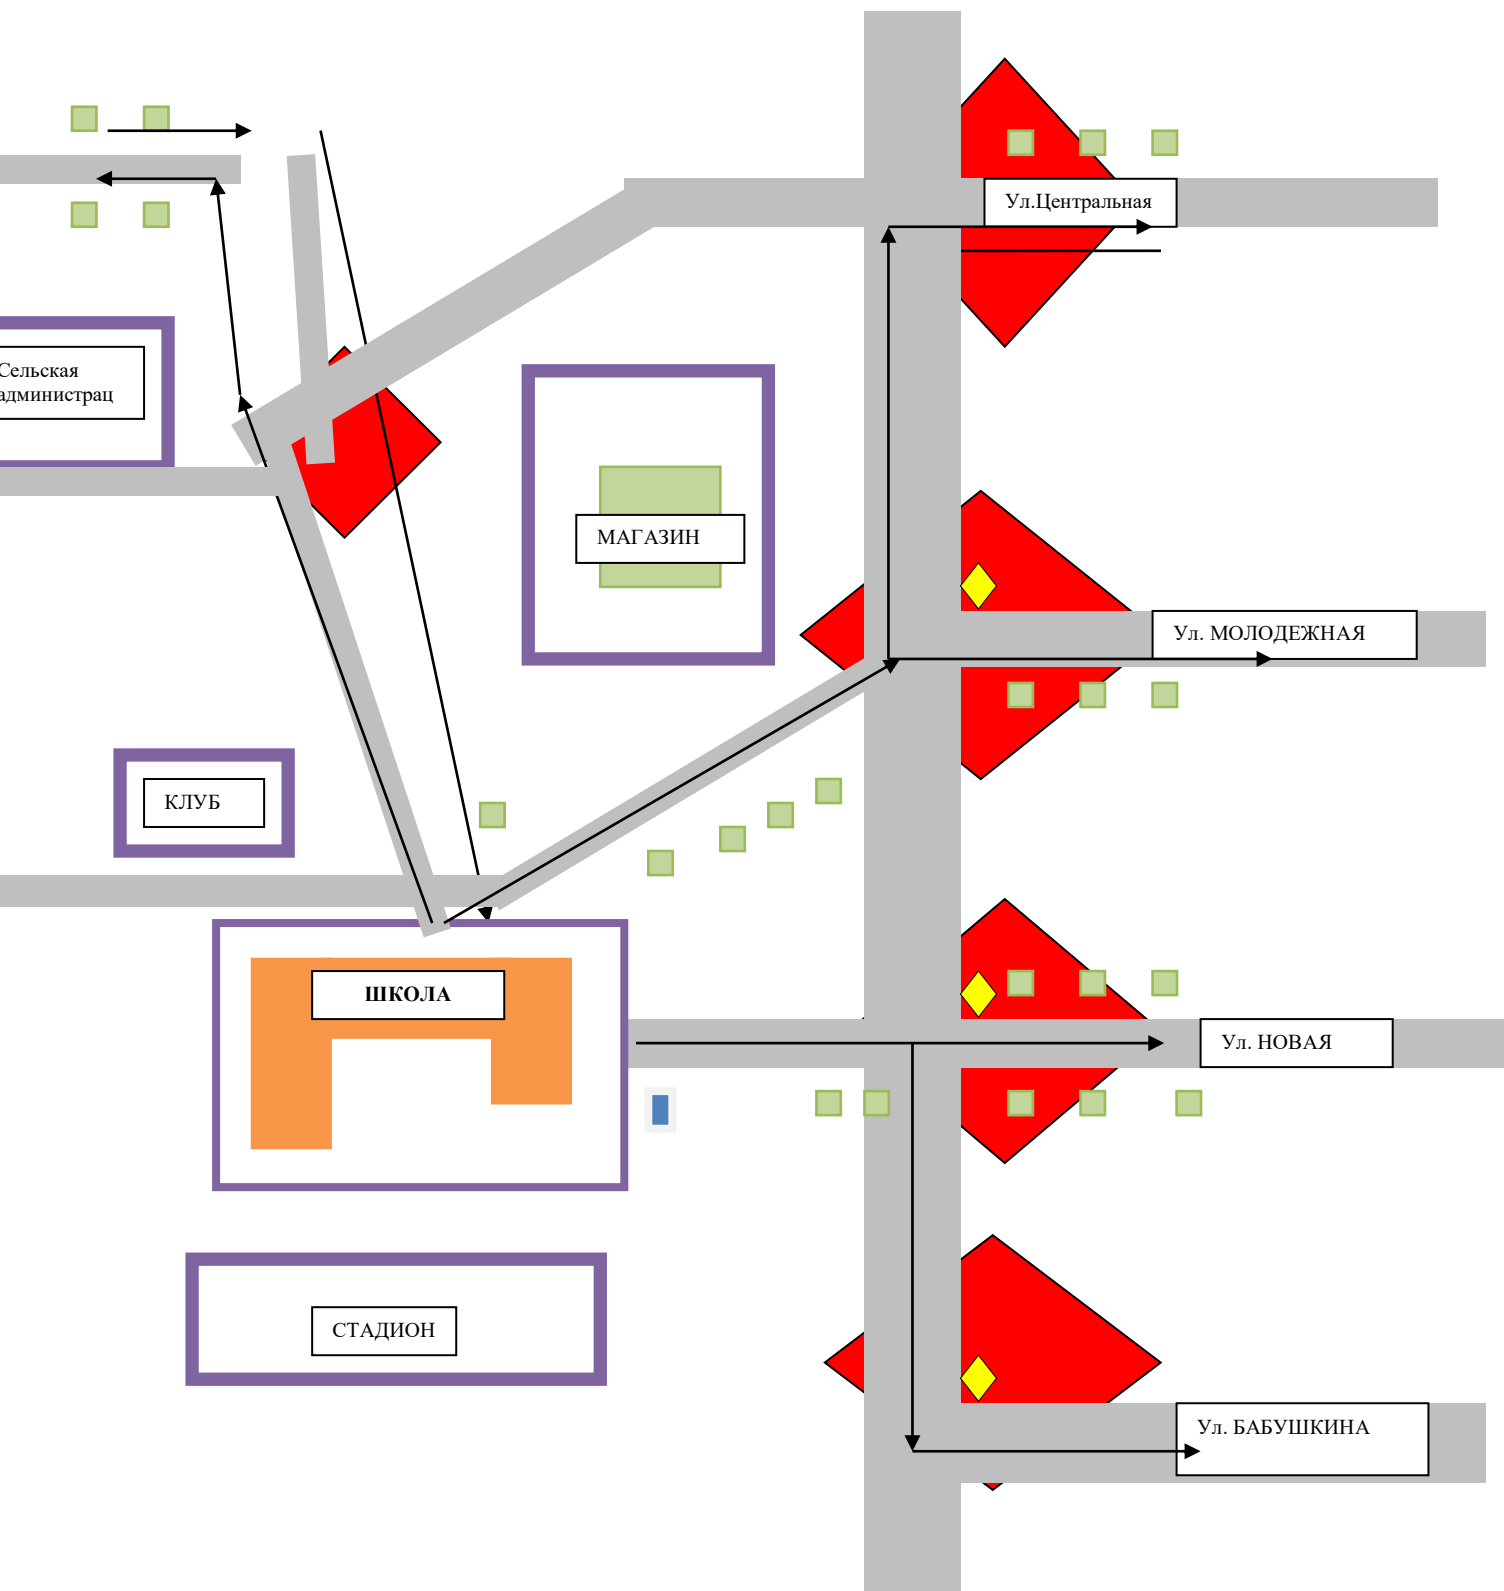 Ул.Центральная
Сельская
администрац
МАГАЗИН
Ул. МОЛОДЕЖНАЯ
КЛУБ
ШКОЛА
Ул. НОВАЯ
СТАДИОН
Ул. БАБУШКИНА